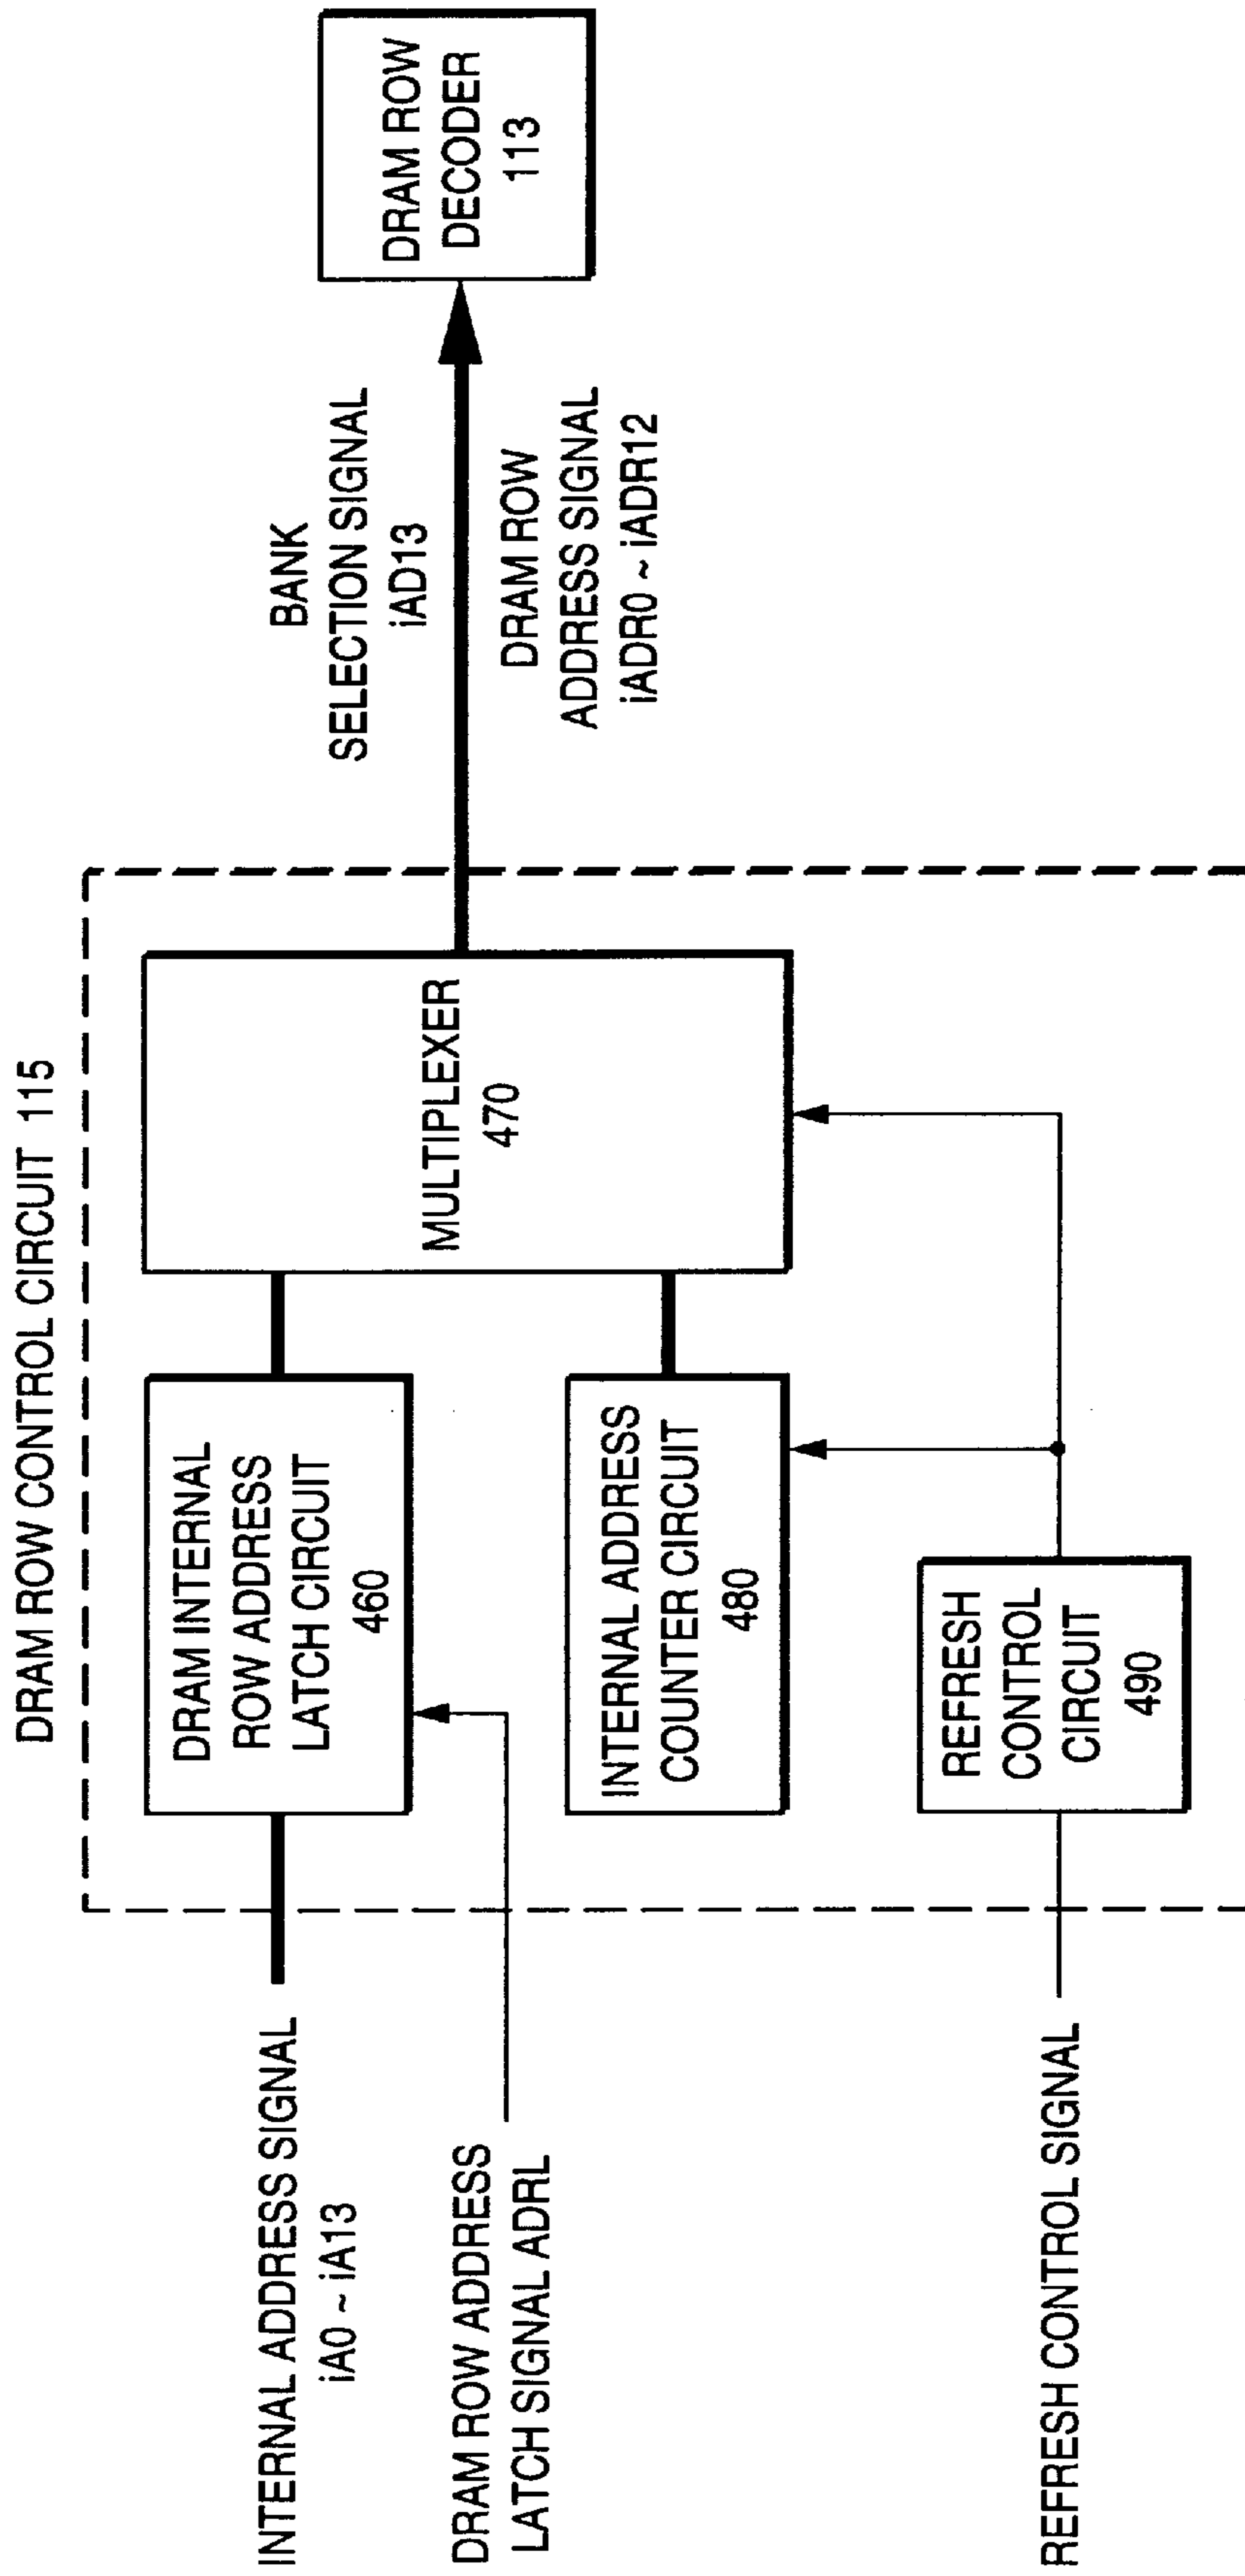 DRAM ROW CONTROL CIRCUIT 115
INTERNAL ADDRESS SIGNAL
iA0 ~ iA13
DRAM ROW ADDRESS
LATCH SIGNAL ADRL
REFRESH CONTROL SIGNAL
DRAM INTERNAL
ROW ADDRESS
LATCH CIRCUIT
460
INTERNAL ADDRESS
COUNTER CIRCUIT
480
REFRESH
CONTROL
CIRCUIT
490
MULTIPLEXER
470
BANK
SELECTION SIGNAL
iAD13
DRAM ROW
ADDRESS SIGNAL
iADR0 ~ iADR12
DRAM ROW
DECODER
113